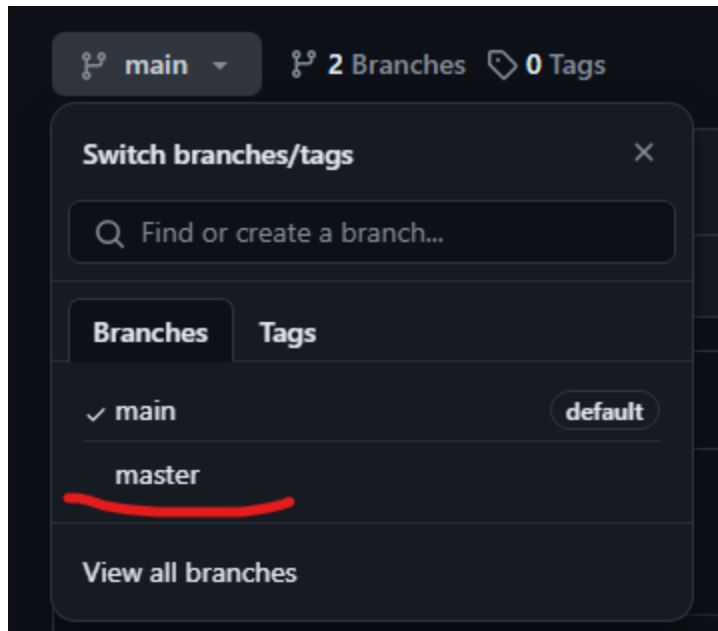 main 2 Branches 0 Tags
Switch branches/tags
Find or create a branch...
Branches Tags
main default
master
View all branches